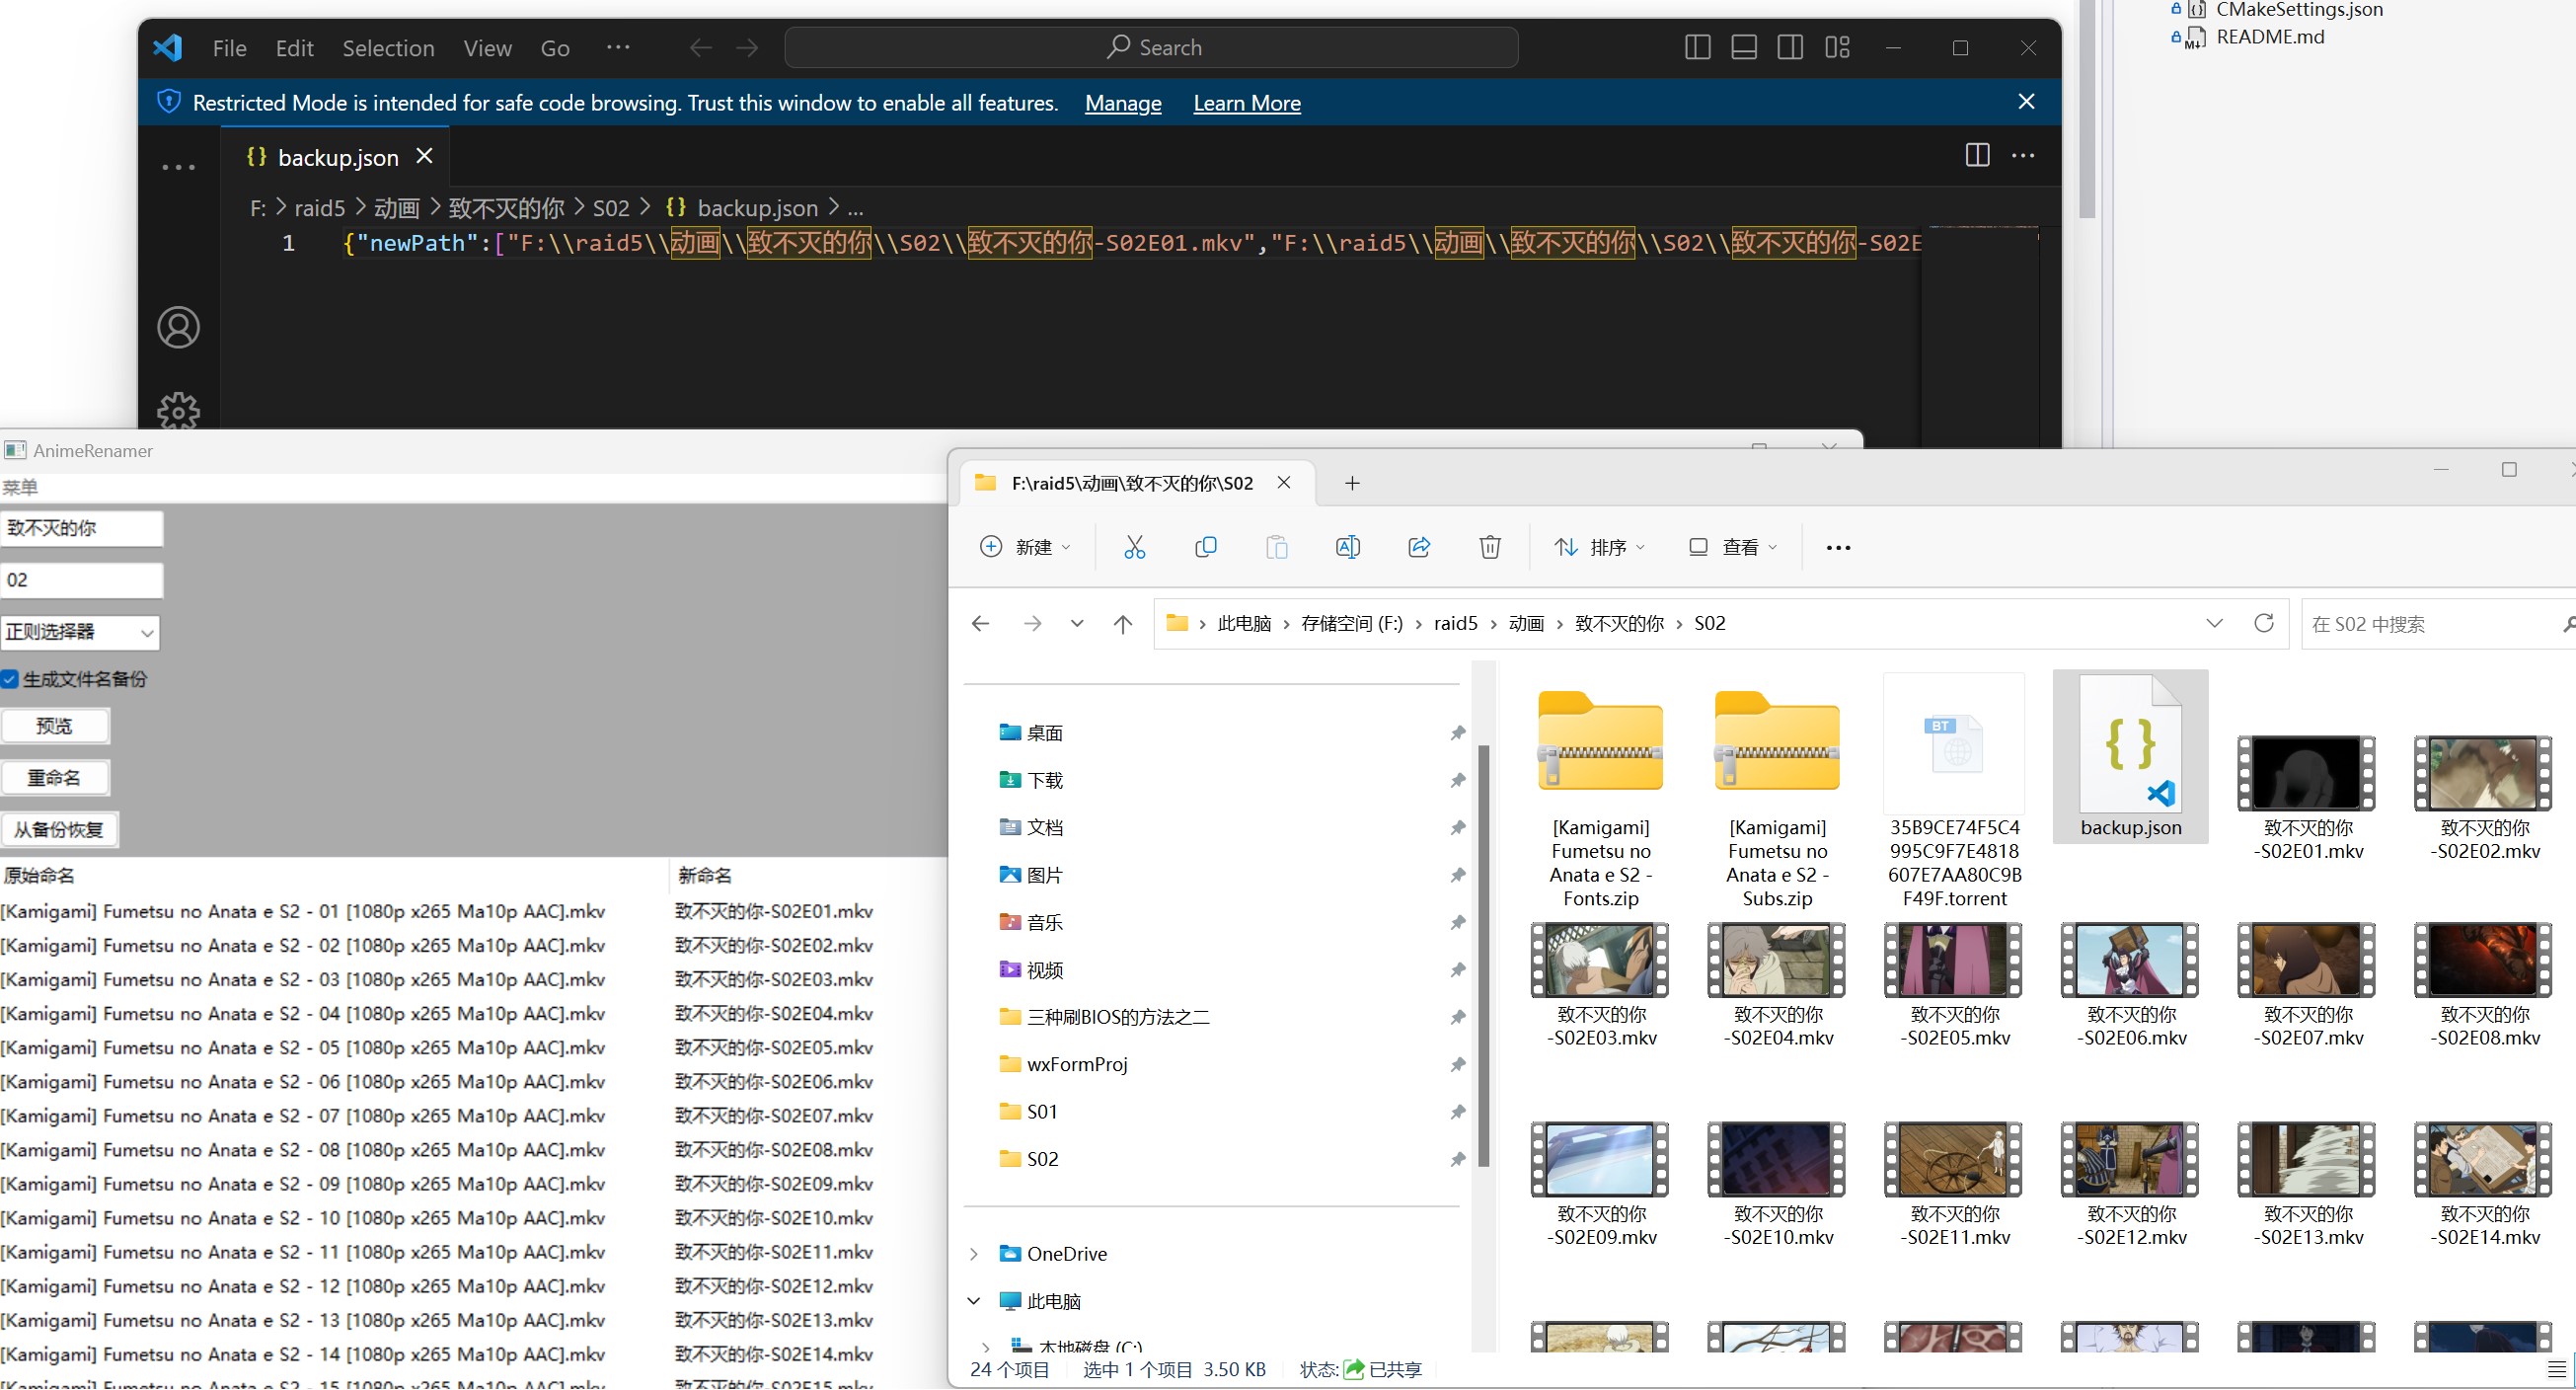 CMakeSettings.json
README.md
File Edit Selection View Go ··· Search
Restricted Mode is intended for safe code browsing. Trust this window to enable all features. Manage Learn More
{} backup.json
F: > raid5 > 动画 > 致不灭的你 > S02 > {} backup.json > ...
1 {"newPath":["F:\\raid5\\动画\\致不灭的你\\S02\\致不灭的你-S02E01.mkv","F:\\raid5\\动画\\致不灭的你\\S02\\致不灭的你-S02E
AnimeRenamer
菜单
致不灭的你
02
正则选择器
生成文件名备份
预览
重命名
从备份恢复
原始命名 新命名
[Kamigami] Fumetsu no Anata e S2 - 01 [1080p x265 Ma10p AAC].mkv 致不灭的你-S02E01.mkv
[Kamigami] Fumetsu no Anata e S2 - 02 [1080p x265 Ma10p AAC].mkv 致不灭的你-S02E02.mkv
[Kamigami] Fumetsu no Anata e S2 - 03 [1080p x265 Ma10p AAC].mkv 致不灭的你-S02E03.mkv
[Kamigami] Fumetsu no Anata e S2 - 04 [1080p x265 Ma10p AAC].mkv 致不灭的你-S02E04.mkv
[Kamigami] Fumetsu no Anata e S2 - 05 [1080p x265 Ma10p AAC].mkv 致不灭的你-S02E05.mkv
[Kamigami] Fumetsu no Anata e S2 - 06 [1080p x265 Ma10p AAC].mkv 致不灭的你-S02E06.mkv
[Kamigami] Fumetsu no Anata e S2 - 07 [1080p x265 Ma10p AAC].mkv 致不灭的你-S02E07.mkv
[Kamigami] Fumetsu no Anata e S2 - 08 [1080p x265 Ma10p AAC].mkv 致不灭的你-S02E08.mkv
[Kamigami] Fumetsu no Anata e S2 - 09 [1080p x265 Ma10p AAC].mkv 致不灭的你-S02E09.mkv
[Kamigami] Fumetsu no Anata e S2 - 10 [1080p x265 Ma10p AAC].mkv 致不灭的你-S02E10.mkv
[Kamigami] Fumetsu no Anata e S2 - 11 [1080p x265 Ma10p AAC].mkv 致不灭的你-S02E11.mkv
[Kamigami] Fumetsu no Anata e S2 - 12 [1080p x265 Ma10p AAC].mkv 致不灭的你-S02E12.mkv
[Kamigami] Fumetsu no Anata e S2 - 13 [1080p x265 Ma10p AAC].mkv 致不灭的你-S02E13.mkv
[Kamigami] Fumetsu no Anata e S2 - 14 [1080p x265 Ma10p AAC].mkv 致不灭的你-S02E14.mkv
[Kamigami] Fumetsu no Anata e S2 - 15 [1080p x265 Ma10p AAC].mkv 致不灭的你-S02E15.mkv
F:\raid5\动画\致不灭的你\S02
新建 排序 查看
此电脑 > 存储空间 (F:) > raid5 > 动画 > 致不灭的你 > S02
在 S02 中搜索
桌面
下载
文档
图片
音乐
视频
三种刷BIOS的方法之二
wxFormProj
S01
S02
OneDrive
此电脑
本地磁盘 (C:)
[Kamigami]
Fumetsu no
Anata e S2 -
Fonts.zip
[Kamigami]
Fumetsu no
Anata e S2 -
Subs.zip
BT
35B9CE74F5C4
995C9F7E4818
607E7AA80C9B
F49F.torrent
{}
backup.json
致不灭的你
-S02E01.mkv
致不灭的你
-S02E02.mkv
致不灭的你
-S02E03.mkv
致不灭的你
-S02E04.mkv
致不灭的你
-S02E05.mkv
致不灭的你
-S02E06.mkv
致不灭的你
-S02E07.mkv
致不灭的你
-S02E08.mkv
致不灭的你
-S02E09.mkv
致不灭的你
-S02E10.mkv
致不灭的你
-S02E11.mkv
致不灭的你
-S02E12.mkv
致不灭的你
-S02E13.mkv
致不灭的你
-S02E14.mkv
24 个项目 选中 1 个项目 3.50 KB 状态: 已共享